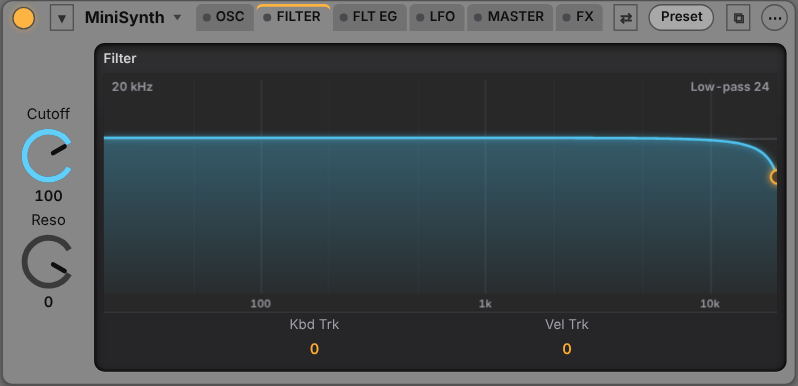 MiniSynth OSC FILTER FLT EG LFO MASTER FX Preset
Filter
20 kHz Low-pass 24
Cutoff
100
Reso
0
100 1k 10k
Kbd Trk Vel Trk
0 0